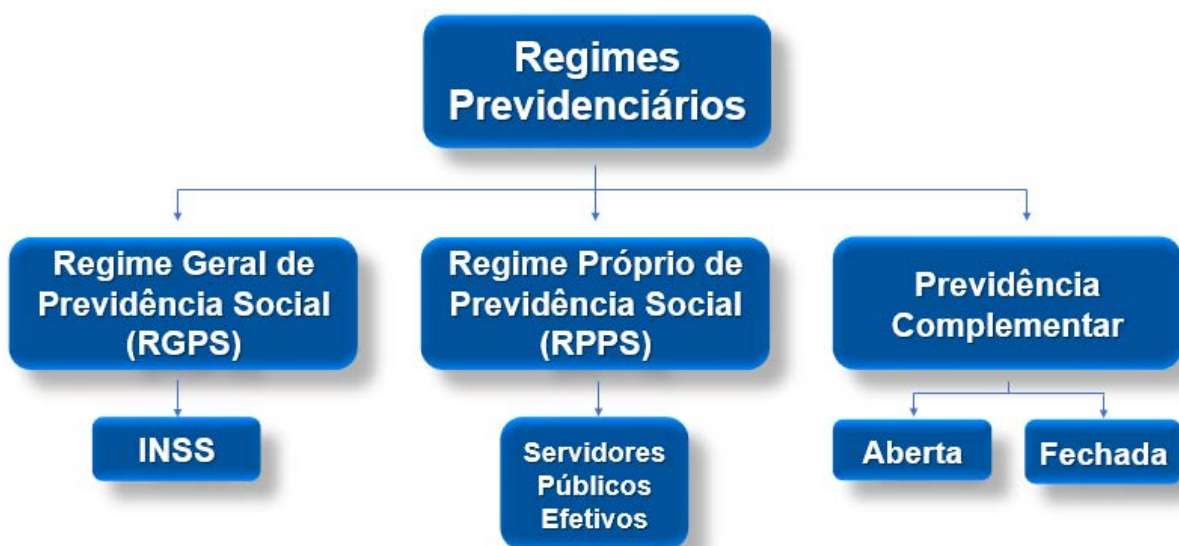 Regimes
Previdenciários
Regime Geral de
Previdência Social
(RGPS)
Regime Próprio de
Previdência Social
(RPPS)
Previdência
Complementar
INSS
Servidores
Públicos
Efetivos
Aberta
Fechada